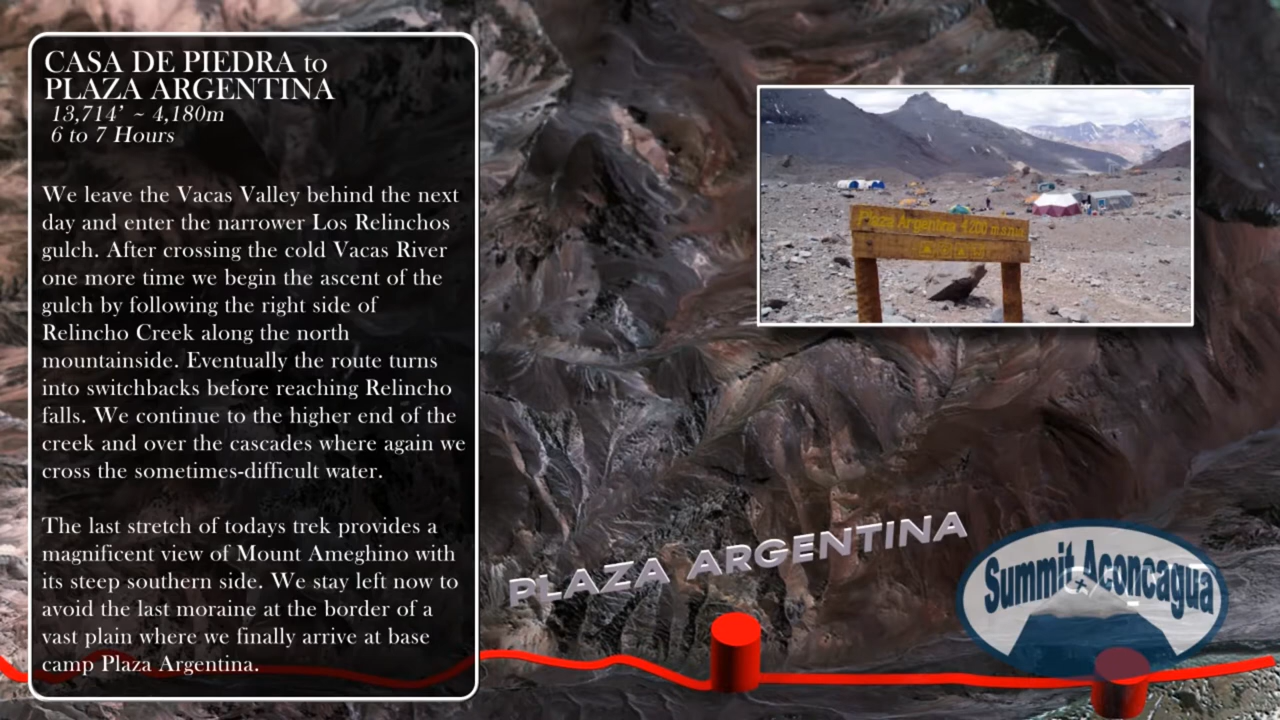 CASA DE PIEDRA to
PLAZA ARGENTINA
13,714' ~ 4,180m
6 to 7 Hours
We leave the Vacas Valley behind the next
day and enter the narrower Los Relinchos
gulch. After crossing the cold Vacas River
one more time we begin the ascent of the
gulch by following the right side of
Relincho Creek along the north
mountainside. Eventually the route turns
into switchbacks before reaching Relincho
falls. We continue to the higher end of the
creek and over the cascades where again we
cross the sometimes-difficult water.
The last stretch of todays trek provides a
magnificent view of Mount Ameghino with
its steep southern side. We stay left now to
avoid the last moraine at the border of a
vast plain where we finally arrive at base
camp Plaza Argentina.
Plaza Argentina 4200 m.s.n.m.
PLAZA ARGENTINA
Summit Aconcagua